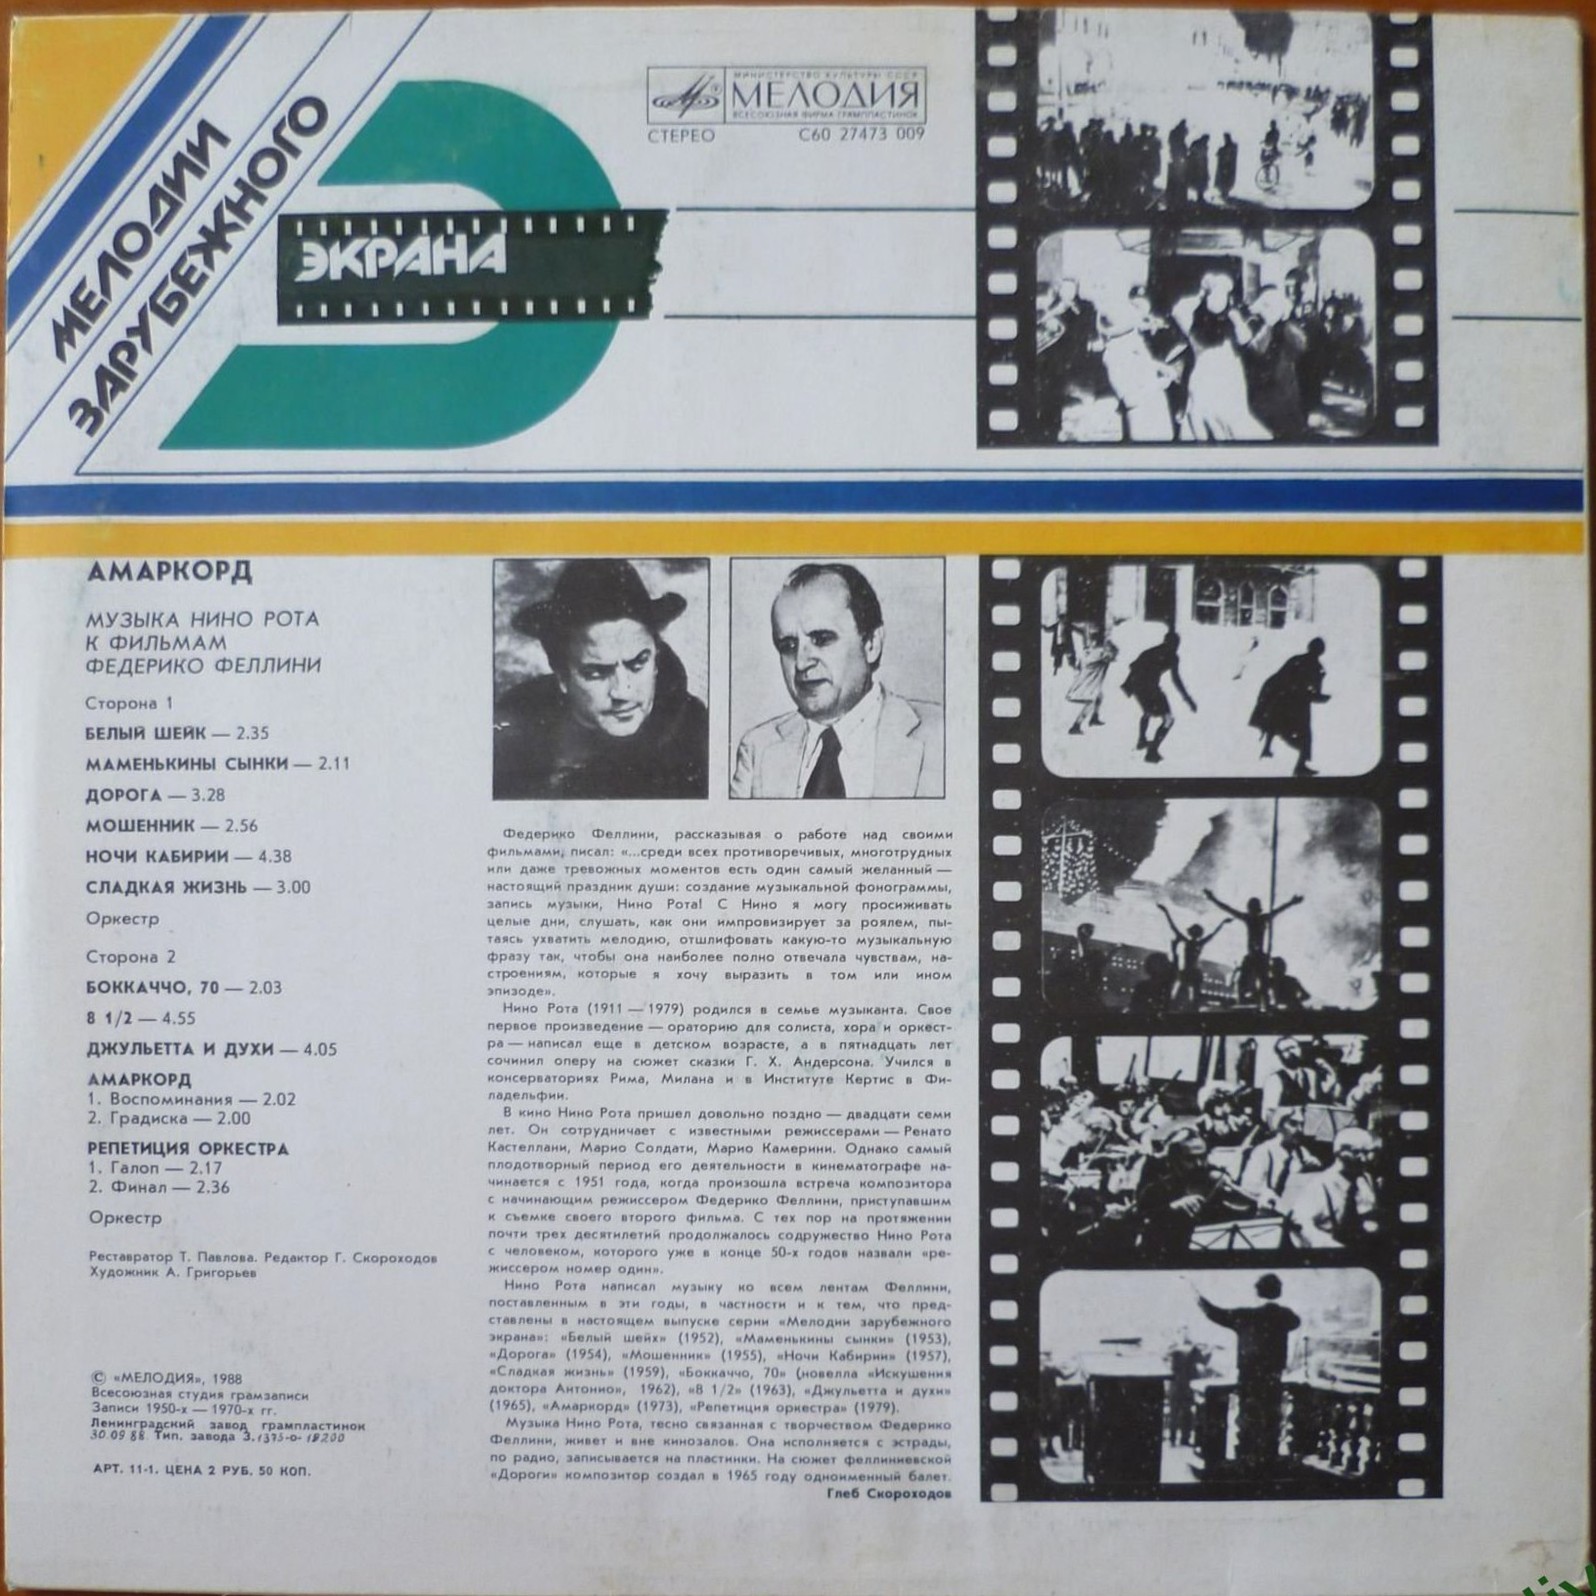 МЕЛОДИИ
ЗАРУБЕЖНОГО
ЭКРАНА
МИНИСТЕРСТВО КУЛЬТУРЫ СССР
МЕЛОДИЯ
ВСЕСОЮЗНАЯ ФИРМА ГРАМПЛАСТИНОК
СТЕРЕО С60 27473 009
АМАРКОРД
МУЗЫКА НИНО РОТА
К ФИЛЬМАМ
ФЕДЕРИКО ФЕЛЛИНИ
Сторона 1
БЕЛЫЙ ШЕЙК — 2.35
МАМЕНЬКИНЫ СЫНКИ — 2.11
ДОРОГА — 3.28
МОШЕННИК — 2.56
НОЧИ КАБИРИИ — 4.38
СЛАДКАЯ ЖИЗНЬ — 3.00
Оркестр
Сторона 2
БОККАЧЧО, 70 — 2.03
8 1/2 — 4.55
ДЖУЛЬЕТТА И ДУХИ — 4.05
АМАРКОРД
1. Воспоминания — 2.02
2. Градиска — 2.00
РЕПЕТИЦИЯ ОРКЕСТРА
1. Галоп — 2.17
2. Финал — 2.36
Оркестр
Реставратор Т. Павлова. Редактор Г. Скороходов
Художник А. Григорьев
© «МЕЛОДИЯ», 1988
Всесоюзная студия грамзаписи
Записи 1950-х — 1970-х гг.
Ленинградский завод грампластинок
30.09 88 Тип. завода З. 1375-0-18200
АРТ. 11-1. ЦЕНА 2 РУБ. 50 КОП.
Федерико Феллини, рассказывая о работе над своими
фильмами, писал: «...среди всех противоречивых, многотрудных
или даже тревожных моментов есть один самый желанный —
настоящий праздник души: создание музыкальной фонограммы,
запись музыки, Нино Рота! С Нино я могу просиживать
целые дни, слушать, как они импровизирует за роялем, пы-
таясь ухватить мелодию, отшлифовать какую-то музыкальную
фразу так, чтобы она наиболее полно отвечала чувствам, на-
строениям, которые я хочу выразить в том или ином
эпизоде».
Нино Рота (1911 — 1979) родился в семье музыканта. Свое
первое произведение — ораторию для солиста, хора и оркест-
ра — написал еще в детском возрасте, а в пятнадцать лет
сочинил оперу на сюжет сказки Г. Х. Андерсона. Учился в
консерваториях Рима, Милана и в Институте Кертис в Фи-
ладельфии.
В кино Нино Рота пришел довольно поздно — двадцати семи
лет. Он сотрудничает с известными режиссерами — Ренато
Кастеллани, Марио Солдати, Марио Камерини. Однако самый
плодотворный период его деятельности в кинематографе на-
чинается с 1951 года, когда произошла встреча композитора
с начинающим режиссером Федерико Феллини, приступавшим
к съемке своего второго фильма. С тех пор на протяжении
почти трех десятилетий продолжалось содружество Нино Рота
с человеком, которого уже в конце 50-х годов назвали «ре-
жиссером номер один».
Нино Рота написал музыку ко всем лентам Феллини,
поставленным в эти годы, в частности и к тем, что пред-
ставлены в настоящем выпуске серии «Мелодии зарубежного
экрана»: «Белый шейх» (1952), «Маменькины сынки» (1953),
«Дорога» (1954), «Мошенник» (1955), «Ночи Кабирии» (1957),
«Сладкая жизнь» (1959), «Боккаччо, 70» (новелла «Искушения
доктора Антонио», 1962), «8 1/2» (1963), «Джульетта и духи»
(1965), «Амаркорд» (1973), «Репетиция оркестра» (1979).
Музыка Нино Рота, тесно связанная с творчеством Федерико
Феллини, живет и вне кинозалов. Она исполняется с эстрады,
по радио, записывается на пластинки. На сюжет феллиниевской
«Дороги» композитор создал в 1965 году одноименный балет.
Глеб Скороходов